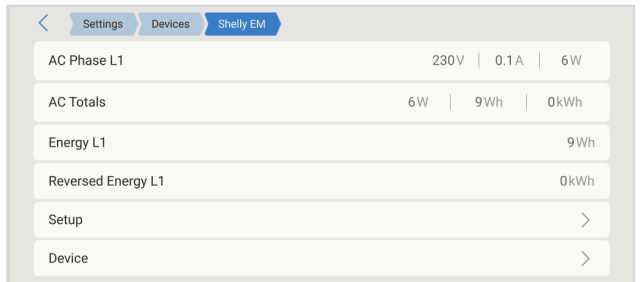 Settings Devices Shelly EM
AC Phase L1 230V 0.1A 6W
AC Totals 6W 9Wh 0kWh
Energy L1 9Wh
Reversed Energy L1 0kWh
Setup
Device